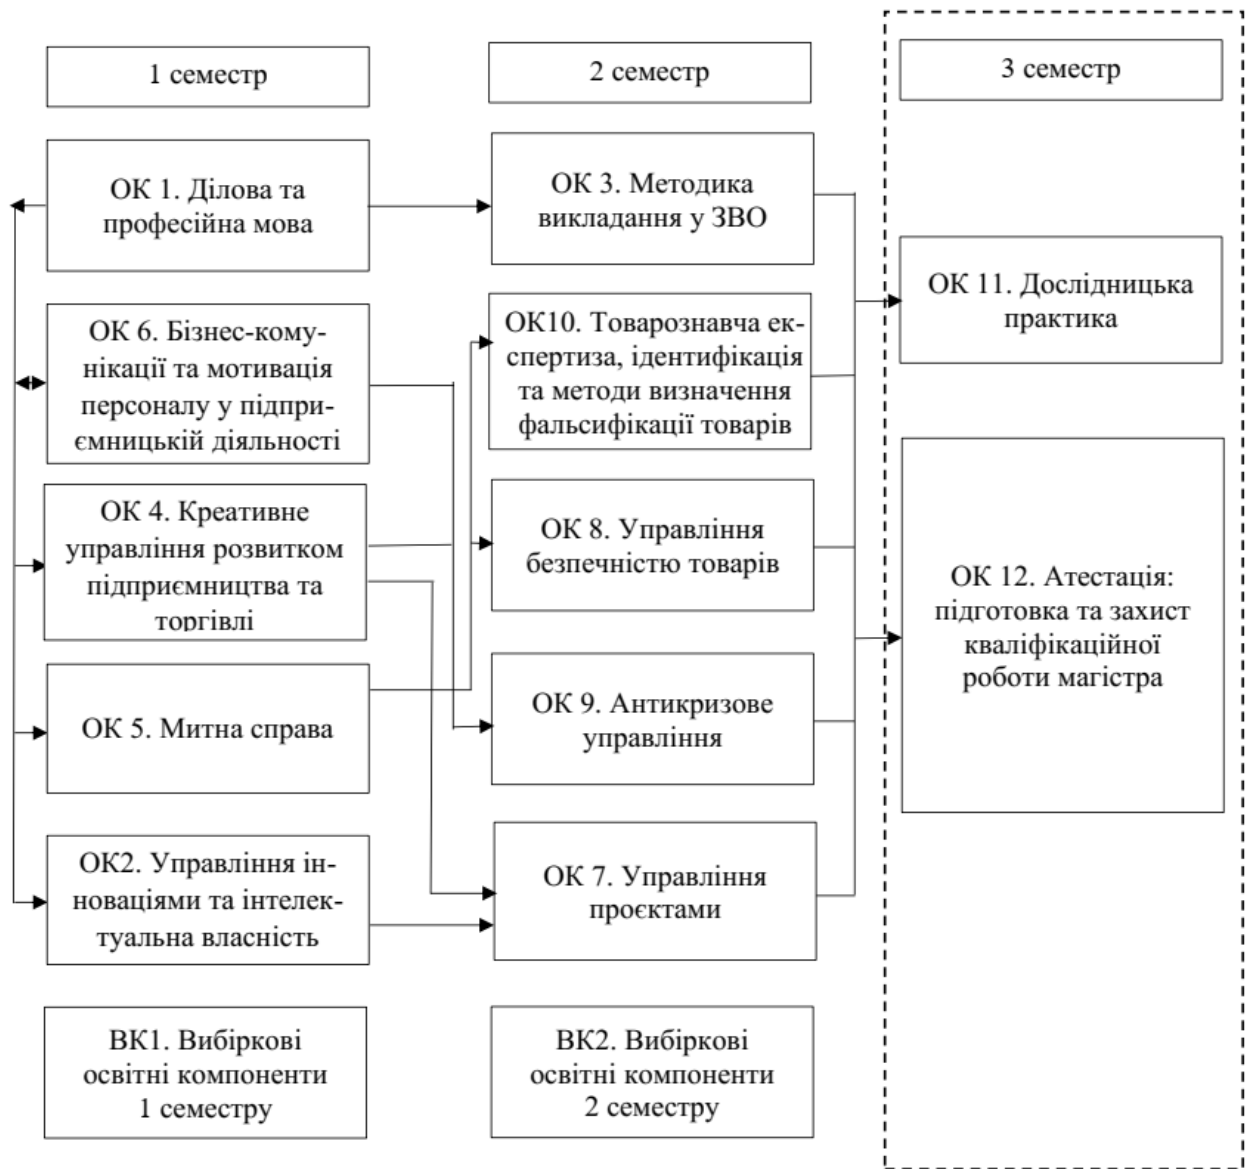 1 семестр
2 семестр
3 семестр
ОК 1. Ділова та
професійна мова
ОК 3. Методика
викладання у ЗВО
ОК 11. Дослідницька
практика
ОК 6. Бізнес-кому-
нікації та мотивація
персоналу у підпри-
ємницькій діяльності
ОК10. Товарознавча ек-
спертиза, ідентифікація
та методи визначення
фальсифікації товарів
ОК 4. Креативне
управління розвитком
підприємництва та
торгівлі
ОК 8. Управління
безпечністю товарів
ОК 12. Атестація:
підготовка та захист
кваліфікаційної
роботи магістра
ОК 5. Митна справа
ОК 9. Антикризове
управління
ОК2. Управління ін-
новаціями та інтелек-
туальна власність
ОК 7. Управління
проєктами
ВК1. Вибіркові
освітні компоненти
1 семестру
ВК2. Вибіркові
освітні компоненти
2 семестру